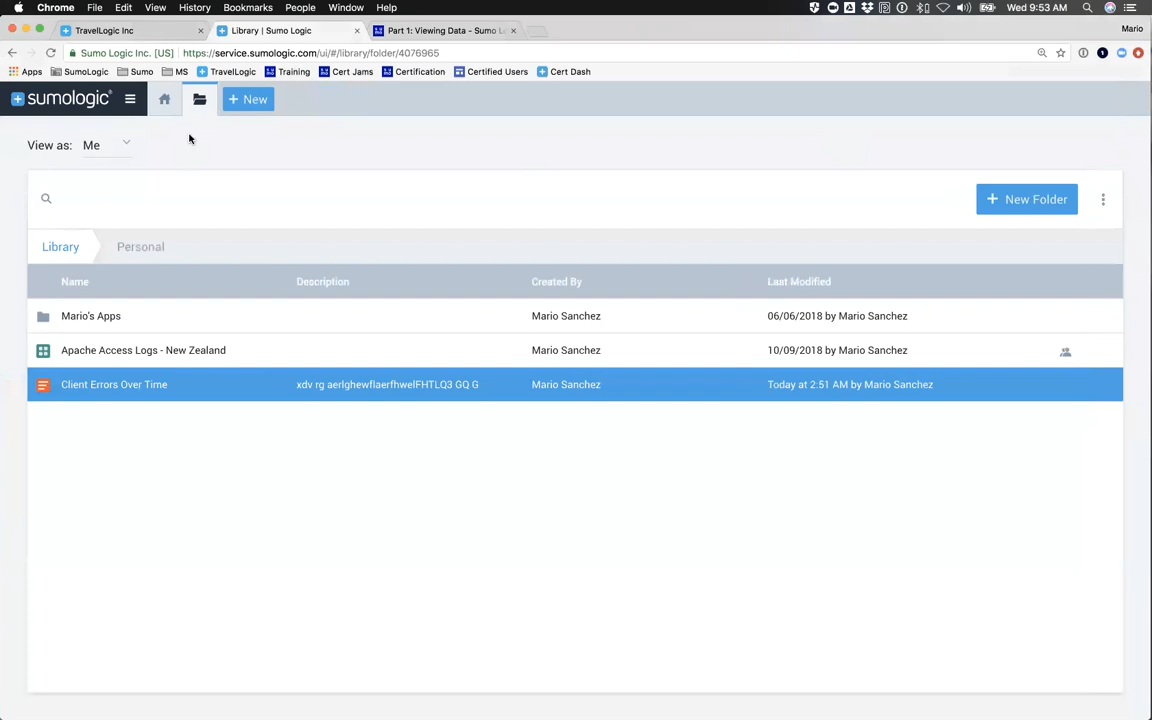 Chrome File Edit View History Bookmarks People Window Help Wed 9:53 AM Mario Sanchez
TravelLogic Inc Library | Sumo Logic Part 1: Viewing Data - Sumo Lo Mario
Sumo Logic Inc. [US] https://service.sumologic.com/ui/#/library/folder/4076965
Apps SumoLogic Sumo MS TravelLogic Training Cert Jams Certification Certified Users Cert Dash
sumologic + New
View as: Me
+ New Folder
Library Personal
Name Description Created By Last Modified
Mario's Apps Mario Sanchez 06/06/2018 by Mario Sanchez
Apache Access Logs - New Zealand Mario Sanchez 10/09/2018 by Mario Sanchez
Client Errors Over Time xdv rg aerlghewflaerfhwelFHTLQ3 GQ G Mario Sanchez Today at 2:51 AM by Mario Sanchez